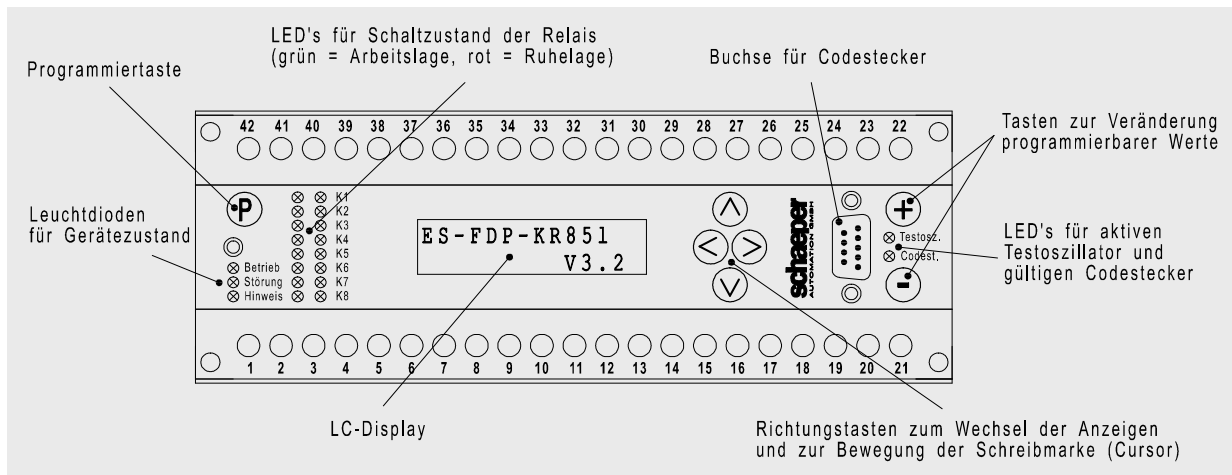 LED's für Schaltzustand der Relais
(grün = Arbeitslage, rot = Ruhelage)
Buchse für Codestecker
Programmiertaste
Tasten zur Veränderung
programmierbarer Werte
42 41 40 39 38 37 36 35 34 33 32 31 30 29 28 27 26 25 24 23 22
P
K1
K2
K3
K4
K5
K6
K7
K8
Leuchtdioden
für Gerätezustand
Betrieb
Störung
Hinweis
ES-FDP-KR851
V3.2
schaeper
AUTOMATION GMBH
+
Testosz.
Codest.
-
LED's für aktiven
Testoszillator und
gültigen Codestecker
1 2 3 4 5 6 7 8 9 10 11 12 13 14 15 16 17 18 19 20 21
LC-Display
Richtungstasten zum Wechsel der Anzeigen
und zur Bewegung der Schreibmarke (Cursor)